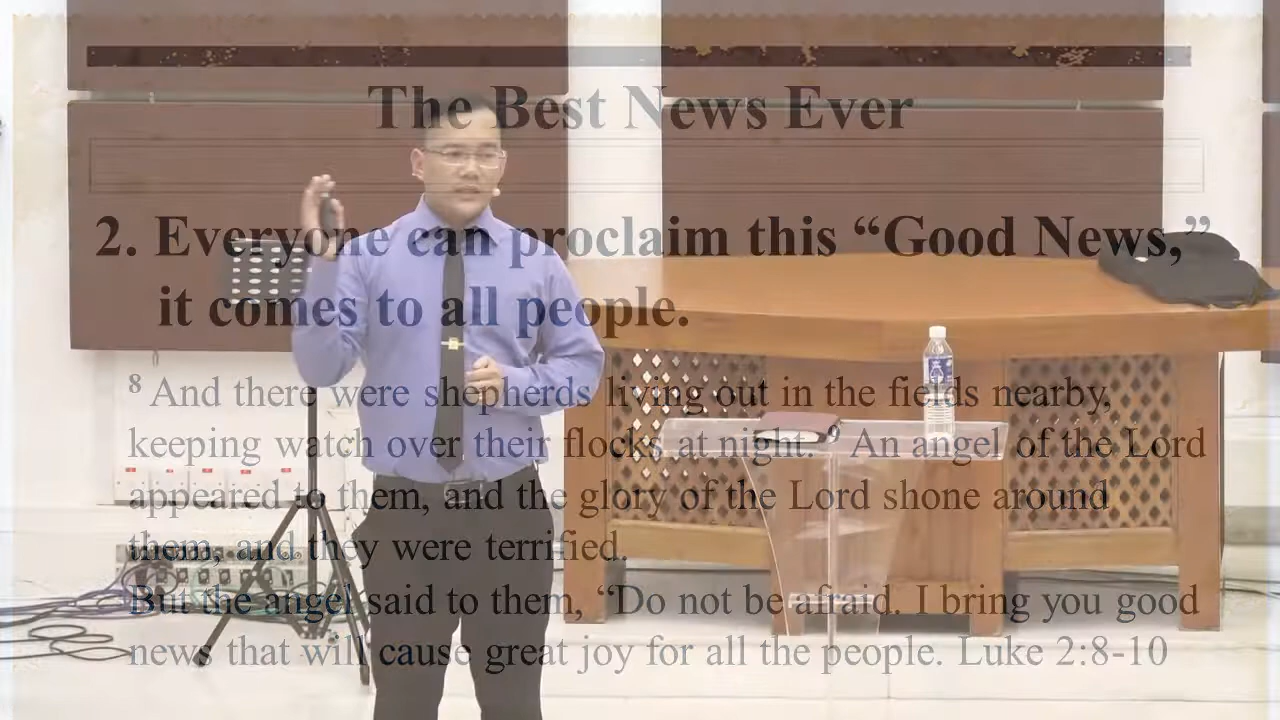 The Best News Ever
2. Everyone can proclaim this “Good News,”
it comes to all people.
8 And there were shepherds living out in the fields nearby,
keeping watch over their flocks at night. 9 An angel of the Lord
appeared to them, and the glory of the Lord shone around
them, and they were terrified.
But the angel said to them, “Do not be afraid. I bring you good
news that will cause great joy for all the people. Luke 2:8-10